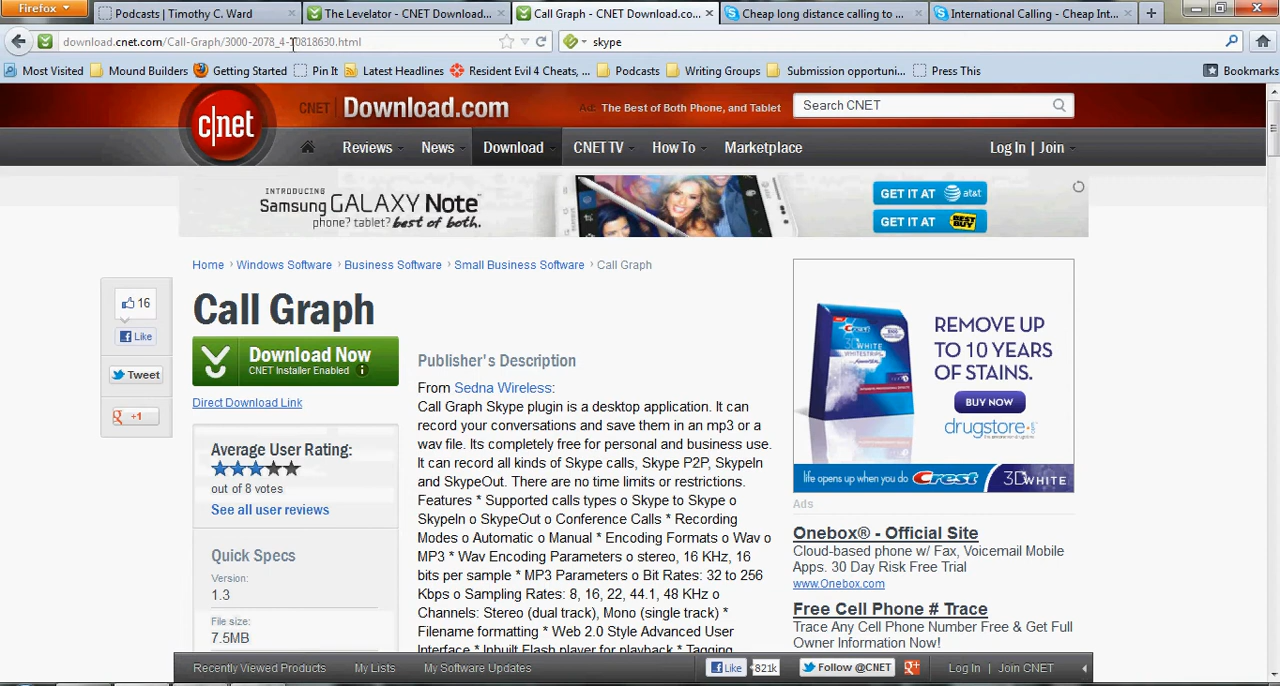 Firefox
Podcasts | Timothy C. Ward
The Levelator - CNET Download...
Call Graph - CNET Download.co...
Cheap long distance calling to ...
International Calling - Cheap Int...
download.cnet.com/Call-Graph/3000-2078_4-10818630.html
skype
Most Visited
Mound Builders
Getting Started
Pin It
Latest Headlines
Resident Evil 4 Cheats, ...
Podcasts
Writing Groups
Submission opportuni...
Press This
Bookmarks
c|net
CNET Download.com
Ad: The Best of Both Phone, and Tablet
Search CNET
Reviews
News
Download
CNET TV
How To
Marketplace
Log In | Join
INTRODUCING
Samsung GALAXY Note™
phone? tablet? best of both.
GET IT AT at&t
GET IT AT BEST BUY
Home › Windows Software › Business Software › Small Business Software › Call Graph
16
Like
Tweet
+1
Call Graph
Download Now
CNET Installer Enabled
Direct Download Link
Average User Rating:
out of 8 votes
See all user reviews
Quick Specs
Version:
1.3
File size:
7.5MB
Publisher's Description
From Sedna Wireless:
Call Graph Skype plugin is a desktop application. It can
record your conversations and save them in an mp3 or a
wav file. Its completely free for personal and business use.
It can record all kinds of Skype calls, Skype P2P, SkypeIn
and SkypeOut. There are no time limits or restrictions.
Features * Supported calls types o Skype to Skype o
SkypeIn o SkypeOut o Conference Calls * Recording
Modes o Automatic o Manual * Encoding Formats o Wav o
MP3 * Wav Encoding Parameters o stereo, 16 KHz, 16
bits per sample * MP3 Parameters o Bit Rates: 32 to 256
Kbps o Sampling Rates: 8, 16, 22, 44.1, 48 KHz o
Channels: Stereo (dual track), Mono (single track) *
Filename formatting * Web 2.0 Style Advanced User
Interface * Inbuilt Flash player for playback * Tagging
3D WHITE
WHITESTRIPS
REMOVE UP
TO 10 YEARS
OF STAINS.
BUY NOW
drugstore.com
life opens up when you do Crest 3DWHITE
Ads
Onebox® - Official Site
Cloud-based phone w/ Fax, Voicemail Mobile
Apps. 30 Day Risk Free Trial
www.Onebox.com
Free Cell Phone # Trace
Trace Any Cell Phone Number Free & Get Full
Owner Information Now!
Recently Viewed Products
My Lists
My Software Updates
Like
821k
Follow @CNET
Log In | Join CNET